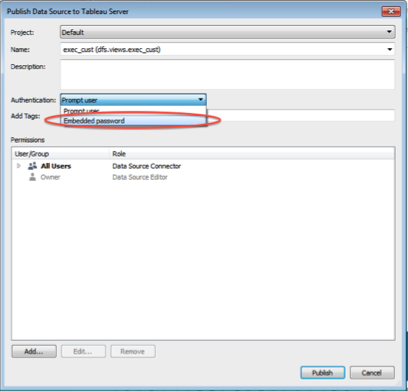 Publish Data Source to Tableau Server
Project: Default
Name: exec_cust (dfs.views.exec_cust)
Description:
Authentication: Prompt user
Prompt user
Add Tags: Embedded password
Permissions
User/Group Role
All Users Data Source Connector
Owner Data Source Editor
Add... Edit... Remove
Publish Cancel